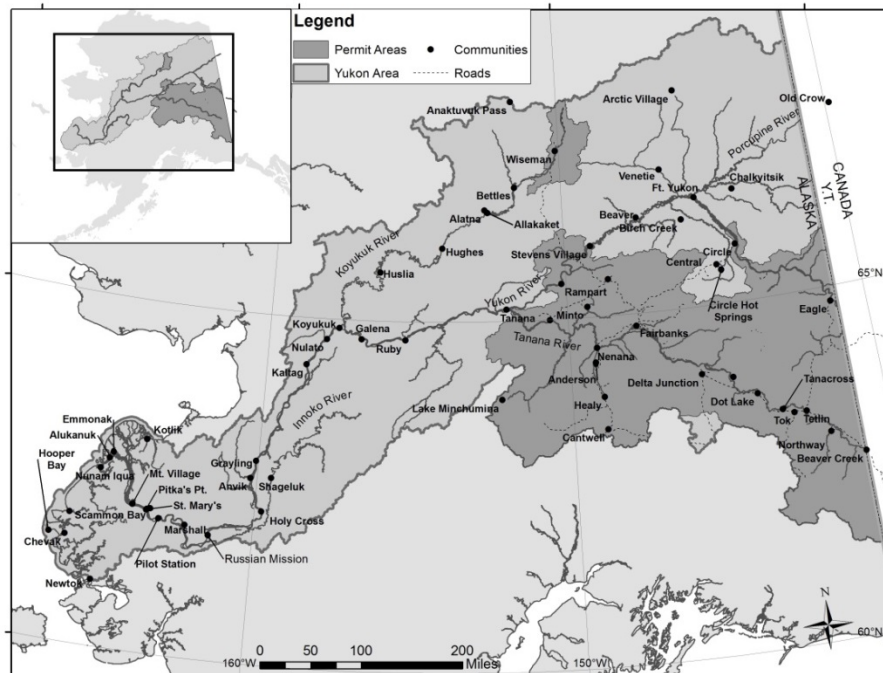 Legend
Permit Areas
Communities
Yukon Area
Roads
Anaktuvuk Pass
Arctic Village
Old Crow
Porcupine River
Wiseman
Venetie
Chalkyitsik
Ft. Yukon
CANADA
Y.T.
ALASKA
Bettles
Alatna
Allakaket
Beaver
Birch Creek
Koyukuk River
Hughes
Stevens Village
Circle
Central
Huslia
65°N
Yukon River
Rampart
Circle Hot
Springs
Eagle
Koyukuk
Galena
Tanana
Minto
Nulato
Ruby
Tanana River
Fairbanks
Kaltag
Nenana
Anderson
Delta Junction
Tanacross
Innoko River
Lake Minchumina
Healy
Dot Lake
Tok
Tetlin
Emmonak
Kotlik
Alukanuk
Cantwell
Northway
Hooper
Bay
Beaver Creek
Nunam Iqua
Grayling
Mt. Village
Anvik
Shageluk
Pitka's Pt.
Scammon Bay
St. Mary's
Holy Cross
Marshall
Chevak
Russian Mission
Pilot Station
Newtok
N
60°N
0 50 100 200
Miles
160°W
150°W